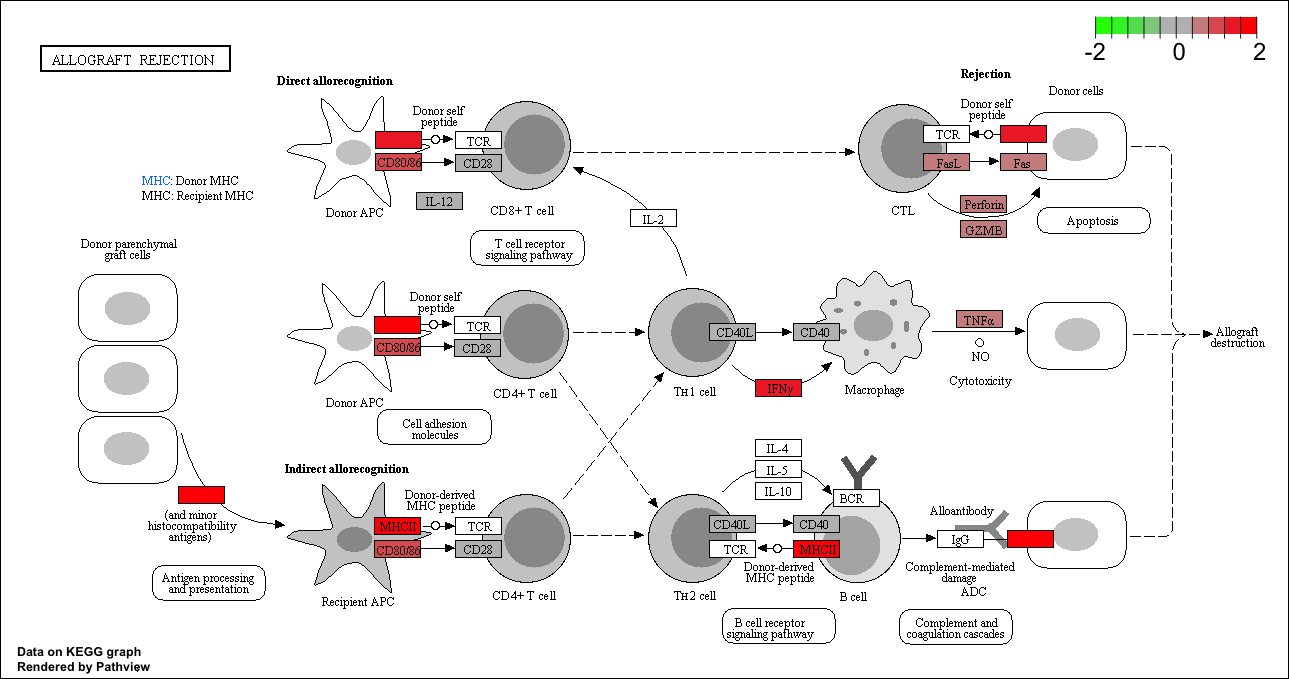 -2 0 2
ALLOGRAFT REJECTION
Direct allorecognition
Rejection
Donor self
peptide
TCR
CD80/86
CD28
Donor APC
IL-12
CD8+ T cell
T cell receptor
signaling pathway
IL-2
Donor self
peptide
Donor cells
TCR
FasL
Fas
CTL
Perforin
GZMB
Apoptosis
MHC: Donor MHC
MHC: Recipient MHC
Donor parenchymal
graft cells
Donor self
peptide
TCR
CD80/86
CD28
Donor APC
CD4+ T cell
Cell adhesion
molecules
CD40L
CD40
TH1 cell
IFNγ
Macrophage
TNFα
NO
Cytotoxicity
Allograft
destruction
Indirect allorecognition
(and minor
histocompatibility
antigens)
Antigen processing
and presentation
Donor-derived
MHC peptide
MHCII
TCR
CD80/86
CD28
Recipient APC
CD4+ T cell
IL-4
IL-5
IL-10
BCR
CD40L
CD40
TCR
MHCII
Donor-derived
MHC peptide
TH2 cell
B cell
B cell receptor
signaling pathway
Alloantibody
IgG
Complement-mediated
damage
ADC
Complement and
coagulation cascades
Data on KEGG graph
Rendered by Pathview